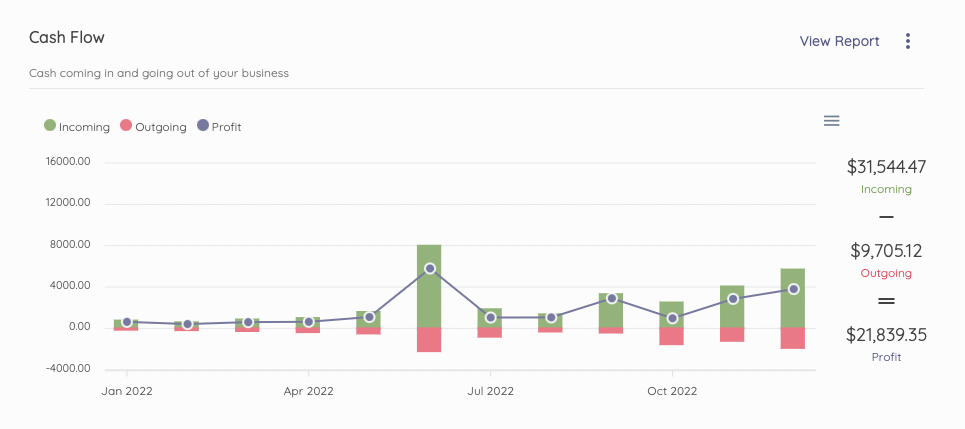 Cash Flow
View Report
Cash coming in and going out of your business
Incoming Outgoing Profit
16000.00
12000.00
8000.00
4000.00
0.00
-4000.00
Jan 2022 Apr 2022 Jul 2022 Oct 2022
$31,544.47
Incoming
—
$9,705.12
Outgoing
=
$21,839.35
Profit